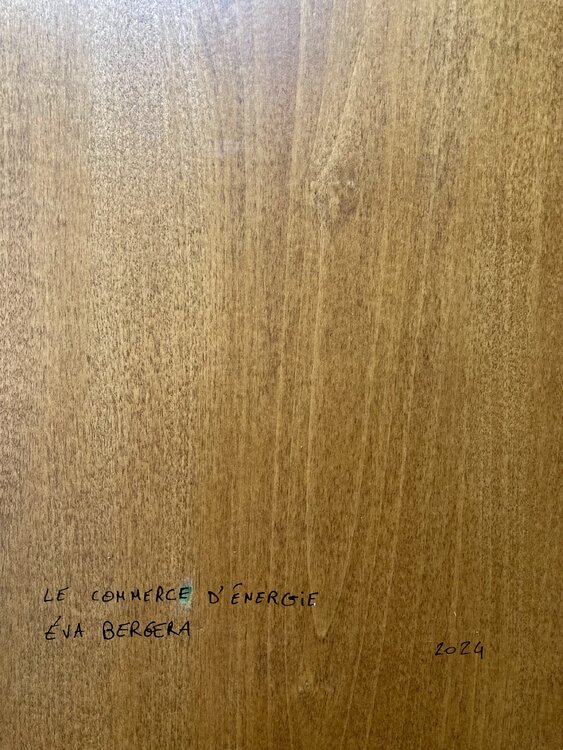 LE COMMERCE D'ÉNERGIE
ÉVA BERGERA
2024